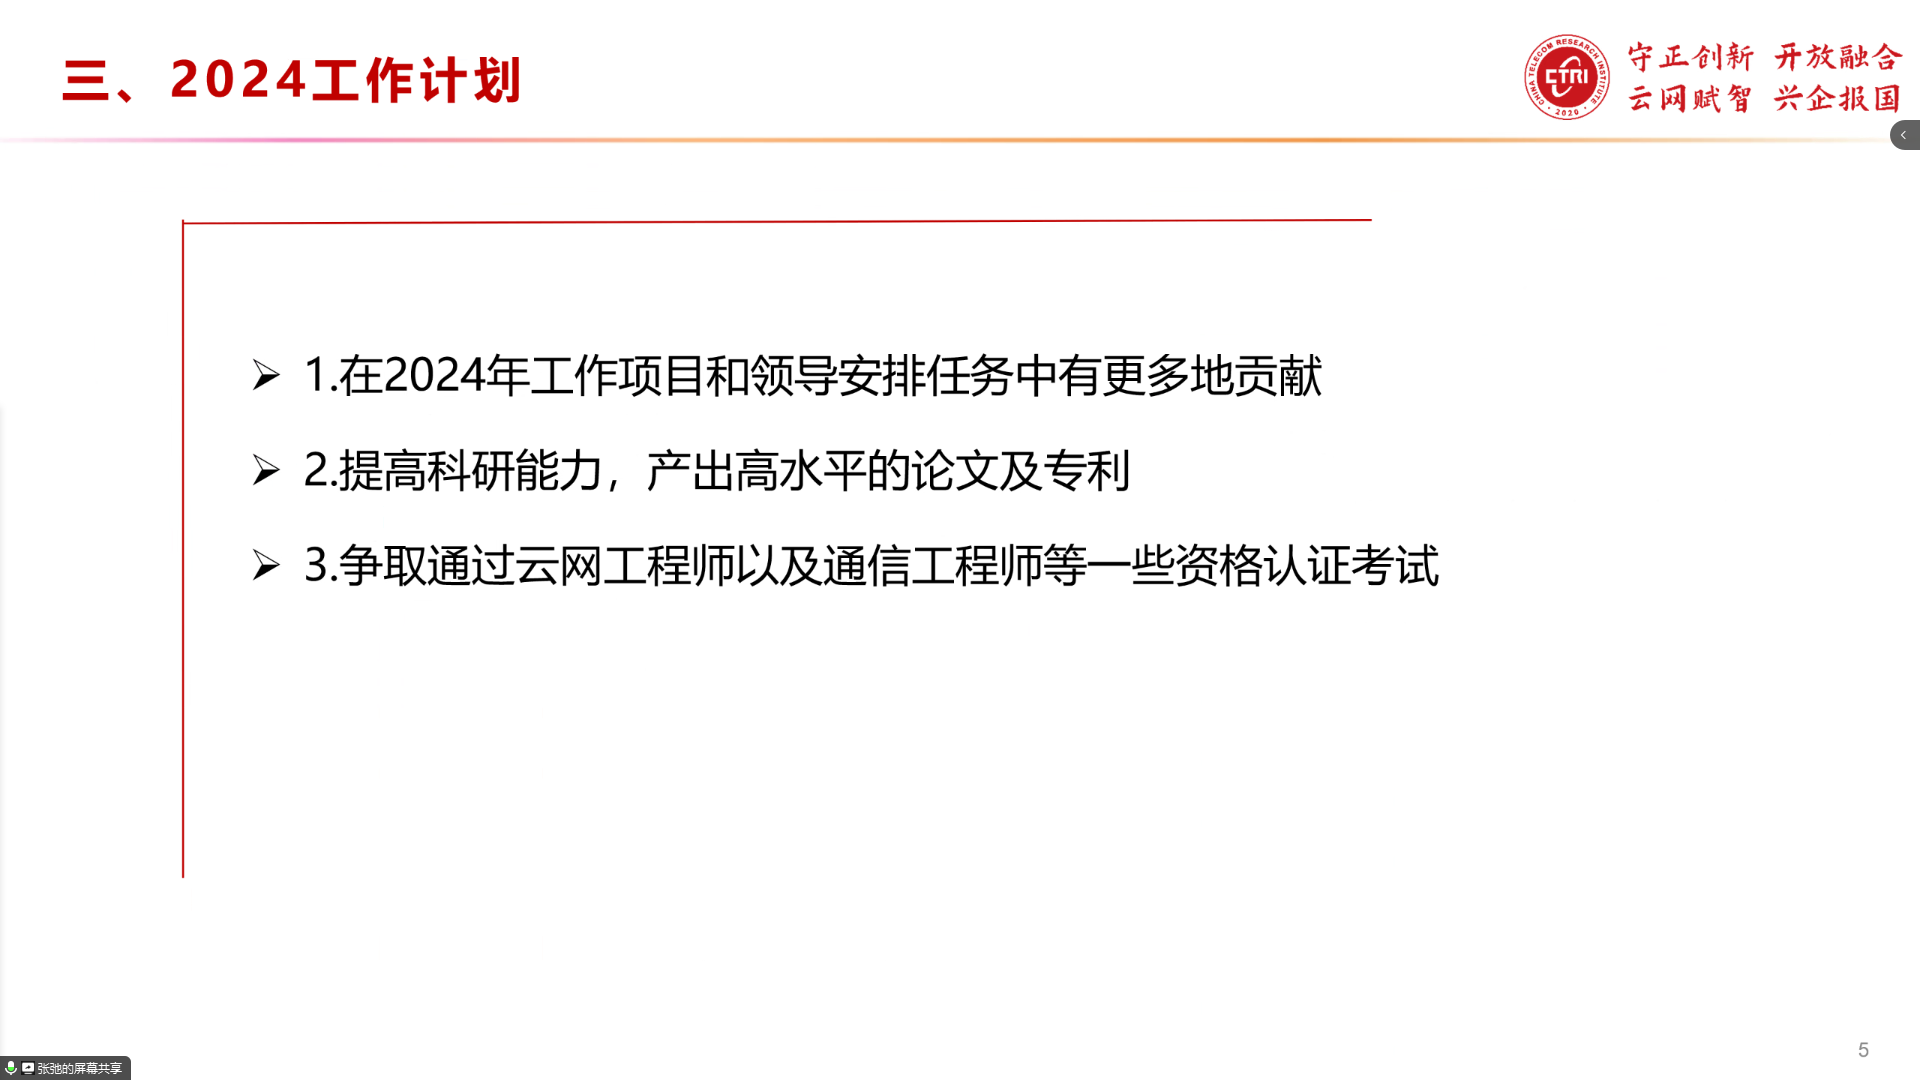 三、2024工作计划
CHINA TELECOM RESEARCH INSTITUTE
CTRI
2020
守正创新 开放融合
云网赋智 兴企报国
1.在2024年工作项目和领导安排任务中有更多地贡献
2.提高科研能力，产出高水平的论文及专利
3.争取通过云网工程师以及通信工程师等一些资格认证考试
5
张弛的屏幕共享